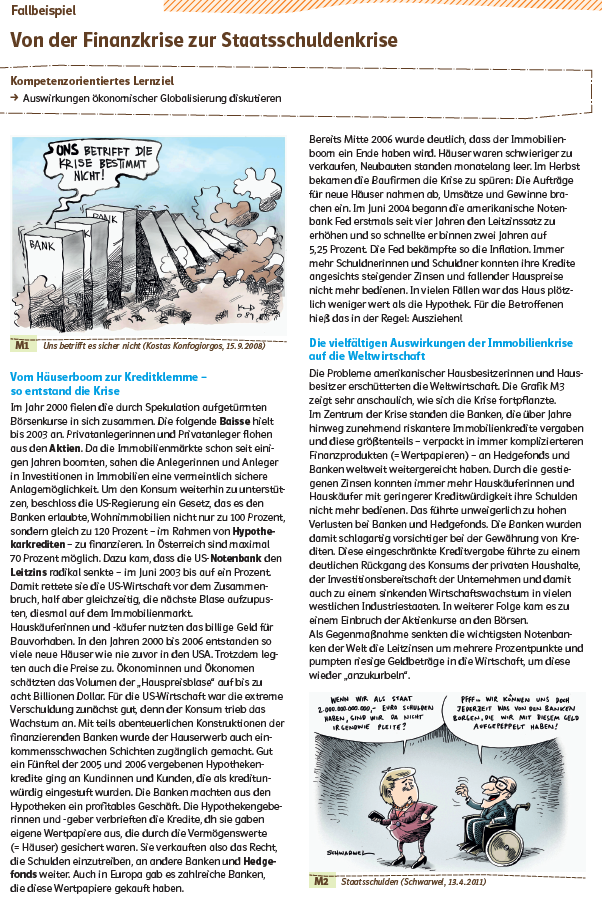 Fallbeispiel
Von der Finanzkrise zur Staatsschuldenkrise
Kompetenzorientiertes Lernziel
→ Auswirkungen ökonomischer Globalisierung diskutieren
ONS BETRIFFT DIE
KRISE BESTIMMT
NICHT!
BANK
BANK
BANK
M1 Uns betrifft es sicher nicht (Kostas Konfogiorgos, 15.9.2008)
Vom Häuserboom zur Kreditklemme –
so entstand die Krise
Im Jahr 2000 fielen die durch Spekulation aufgetürmten
Börsenkurse in sich zusammen. Die folgende Baisse hielt
bis 2003 an. Privatanlegerinnen und Privatanleger flohen
aus den Aktien. Da die Immobilienmärkte schon seit eini-
gen Jahren boomten, sahen die Anlegerinnen und Anleger
in Investitionen in Immobilien eine vermeintlich sichere
Anlagemöglichkeit. Um den Konsum weiterhin zu unterstüt-
zen, beschloss die US-Regierung ein Gesetz, das es den
Banken erlaubte, Wohnimmobilien nicht nur zu 100 Prozent,
sondern gleich zu 120 Prozent – im Rahmen von Hypothe-
karkrediten – zu finanzieren. In Österreich sind maximal
70 Prozent möglich. Dazu kam, dass die US-Notenbank den
Leitzins radikal senkte – im Juni 2003 bis auf ein Prozent.
Damit rettete sie die US-Wirtschaft vor dem Zusammen-
bruch, half aber gleichzeitig, die nächste Blase aufzupus-
ten, diesmal auf dem Immobilienmarkt.
Hauskäuferinnen und -käufer nutzten das billige Geld für
Bauvorhaben. In den Jahren 2000 bis 2006 entstanden so
viele neue Häuser wie nie zuvor in den USA. Trotzdem leg-
ten auch die Preise zu. Ökonominnen und Ökonomen
schätzten das Volumen der „Hauspreisblase“ auf bis zu
acht Billionen Dollar. Für die US-Wirtschaft war die extreme
Verschuldung zunächst gut, denn der Konsum trieb das
Wachstum an. Mit teils abenteuerlichen Konstruktionen der
finanzierenden Banken wurde der Hauserwerb auch ein-
kommensschwachen Schichten zugänglich gemacht. Gut
ein Fünftel der 2005 und 2006 vergebenen Hypotheken-
kredite ging an Kundinnen und Kunden, die als kreditun-
würdig eingestuft wurden. Die Banken machten aus den
Hypotheken ein profitables Geschäft. Die Hypothekengebe-
rinnen und -geber verbrieften die Kredite, dh sie gaben
eigene Wertpapiere aus, die durch die Vermögenswerte
(= Häuser) gesichert waren. Sie verkauften also das Recht,
die Schulden einzutreiben, an andere Banken und Hedge-
fonds weiter. Auch in Europa gab es zahlreiche Banken,
die diese Wertpapiere gekauft haben.
Bereits Mitte 2006 wurde deutlich, dass der Immobilien-
boom ein Ende haben wird. Häuser waren schwieriger zu
verkaufen, Neubauten standen monatelang leer. Im Herbst
bekamen die Baufirmen die Krise zu spüren: Die Aufträge
für neue Häuser nahmen ab, Umsätze und Gewinne bra-
chen ein. Im Juni 2004 begann die amerikanische Noten-
bank Fed erstmals seit vier Jahren den Leitzinssatz zu
erhöhen und so schnellte er binnen zwei Jahren auf
5,25 Prozent. Die Fed bekämpfte so die Inflation. Immer
mehr Schuldnerinnen und Schuldner konnten ihre Kredite
angesichts steigender Zinsen und fallender Hauspreise
nicht mehr bedienen. In vielen Fällen war das Haus plötz-
lich weniger wert als die Hypothek. Für die Betroffenen
hieß das in der Regel: Ausziehen!
Die vielfältigen Auswirkungen der Immobilienkrise
auf die Weltwirtschaft
Die Probleme amerikanischer Hausbesitzerinnen und Haus-
besitzer erschütterten die Weltwirtschaft. Die Grafik M3
zeigt sehr anschaulich, wie sich die Krise fortpflanzte.
Im Zentrum der Krise standen die Banken, die über Jahre
hinweg zunehmend riskantere Immobilienkredite vergaben
und diese größtenteils – verpackt in immer komplizierteren
Finanzprodukten (= Wertpapieren) – an Hedgefonds und
Banken weltweit weitergereicht haben. Durch die gestie-
genen Zinsen konnten immer mehr Hauskäuferinnen und
Hauskäufer mit geringerer Kreditwürdigkeit ihre Schulden
nicht mehr bedienen. Das führte unweigerlich zu hohen
Verlusten bei Banken und Hedgefonds. Die Banken wurden
damit schlagartig vorsichtiger bei der Gewährung von Kre-
diten. Diese eingeschränkte Kreditvergabe führte zu einem
deutlichen Rückgang des Konsums der privaten Haushalte,
der Investitionsbereitschaft der Unternehmen und damit
auch zu einem sinkenden Wirtschaftswachstum in vielen
westlichen Industriestaaten. In weiterer Folge kam es zu
einem Einbruch der Aktienkurse an den Börsen.
Als Gegenmaßnahme senkten die wichtigsten Notenban-
ken der Welt die Leitzinsen um mehrere Prozentpunkte und
pumpten riesige Geldbeträge in die Wirtschaft, um diese
wieder „anzukurbeln“.
WENN WIR ALS STAAT
2.000.000.000.000,- EURO SCHULDEN
HABEN, SIND WIR DA NICHT
IRGENDWIE PLEITE?
PFFF... WIR KÖNNEN UNS DOCH
JEDERZEIT WAS VON DEN BANKEN
BORGEN, DIE WIR MIT DIESEM GELD
AUFGEPEPPELT HABEN!
SCHWARWEL
M2 Staatsschulden (Schwarwel, 13.4.2011)